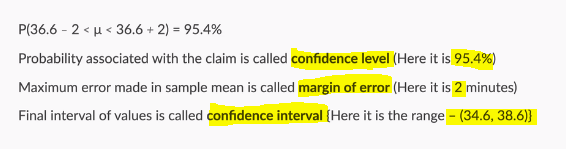 P(36.6 – 2 < μ < 36.6 + 2) = 95.4%
Probability associated with the claim is called confidence level (Here it is 95.4%)
Maximum error made in sample mean is called margin of error (Here it is 2 minutes)
Final interval of values is called confidence interval {Here it is the range – (34.6, 38.6)}